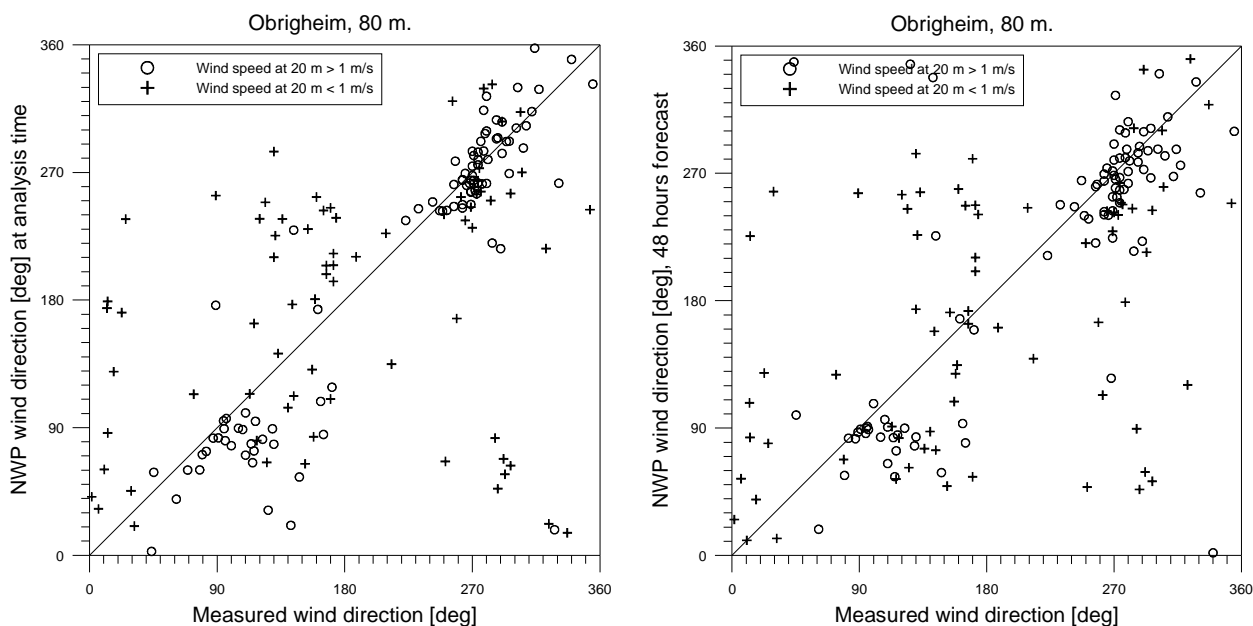 Obrigheim, 80 m.
NWP wind direction [deg] at analysis time
360
270
180
90
0
Wind speed at 20 m > 1 m/s
Wind speed at 20 m < 1 m/s
0 90 180 270 360
Measured wind direction [deg]
Obrigheim, 80 m.
NWP wind direction [deg], 48 hours forecast
360
270
180
90
0
Wind speed at 20 m > 1 m/s
Wind speed at 20 m < 1 m/s
0 90 180 270 360
Measured wind direction [deg]